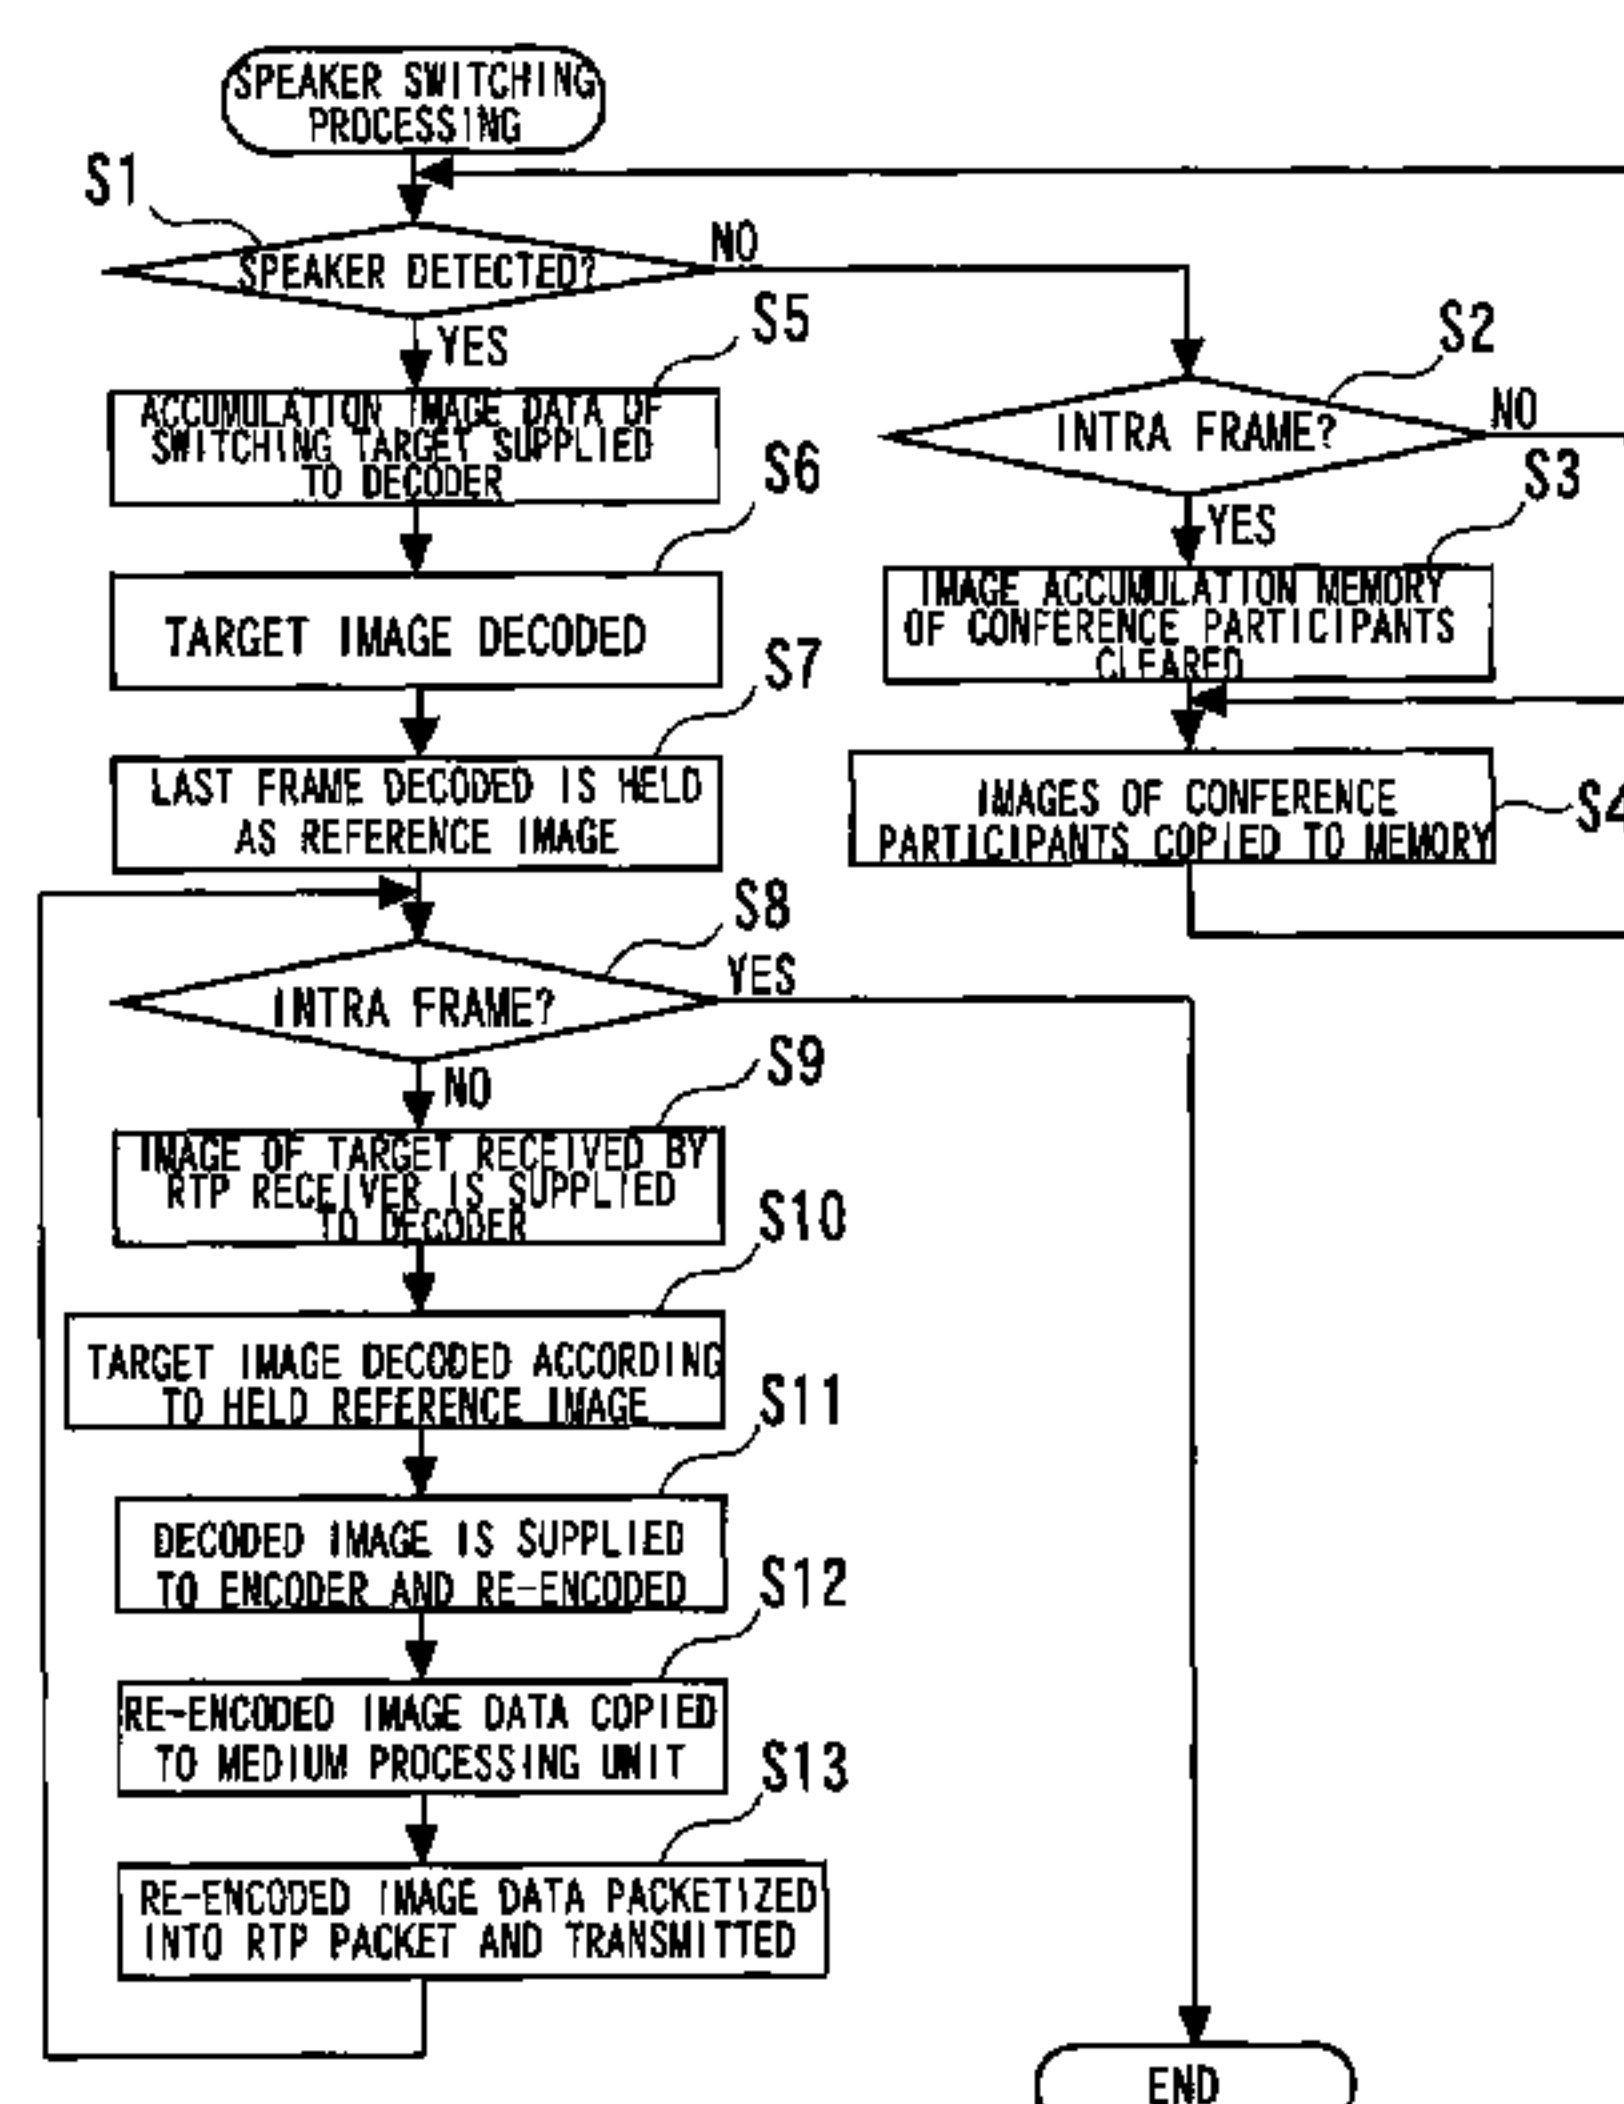 SPEAKER SWITCHING
PROCESSING
S1
SPEAKER DETECTED?
NO
YES
S5
ACCUMULATION IMAGE DATA OF
SWITCHING TARGET SUPPLIED
TO DECODER
S6
TARGET IMAGE DECODED
S7
LAST FRAME DECODED IS HELD
AS REFERENCE IMAGE
S8
INTRA FRAME?
YES
NO
S9
IMAGE OF TARGET RECEIVED BY
RTP RECEIVER IS SUPPLIED
TO DECODER
S10
TARGET IMAGE DECODED ACCORDING
TO HELD REFERENCE IMAGE
S11
DECODED IMAGE IS SUPPLIED
TO ENCODER AND RE-ENCODED
S12
RE-ENCODED IMAGE DATA COPIED
TO MEDIUM PROCESSING UNIT
S13
RE-ENCODED IMAGE DATA PACKETIZED
INTO RTP PACKET AND TRANSMITTED
S2
INTRA FRAME?
NO
YES
S3
IMAGE ACCUMULATION MEMORY
OF CONFERENCE PARTICIPANTS
CLEARED
IMAGES OF CONFERENCE
PARTICIPANTS COPIED TO MEMORY
S4
END